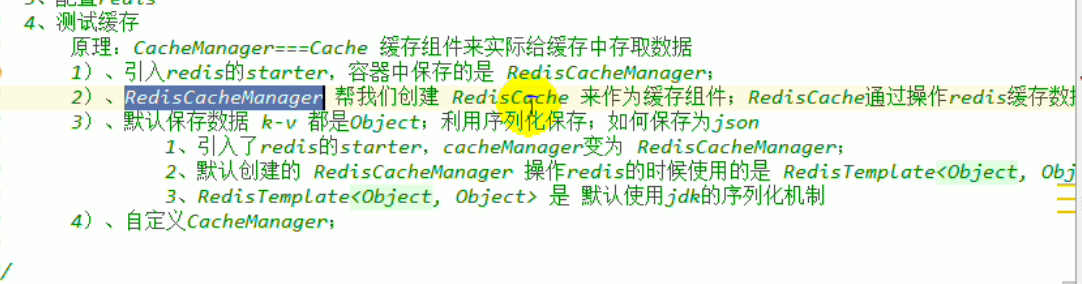 3、配置redis
4、测试缓存
原理：CacheManager===Cache 缓存组件来实际给缓存中存取数据
1）、引入redis的starter，容器中保存的是 RedisCacheManager；
2）、RedisCacheManager 帮我们创建 RedisCache 来作为缓存组件；RedisCache通过操作redis缓存数据
3）、默认保存数据 k-v 都是Object；利用序列化保存；如何保存为json
1、引入了redis的starter，cacheManager变为 RedisCacheManager；
2、默认创建的 RedisCacheManager 操作redis的时候使用的是 RedisTemplate<Object, Obj
3、RedisTemplate<Object, Object> 是 默认使用jdk的序列化机制
4）、自定义CacheManager；
/